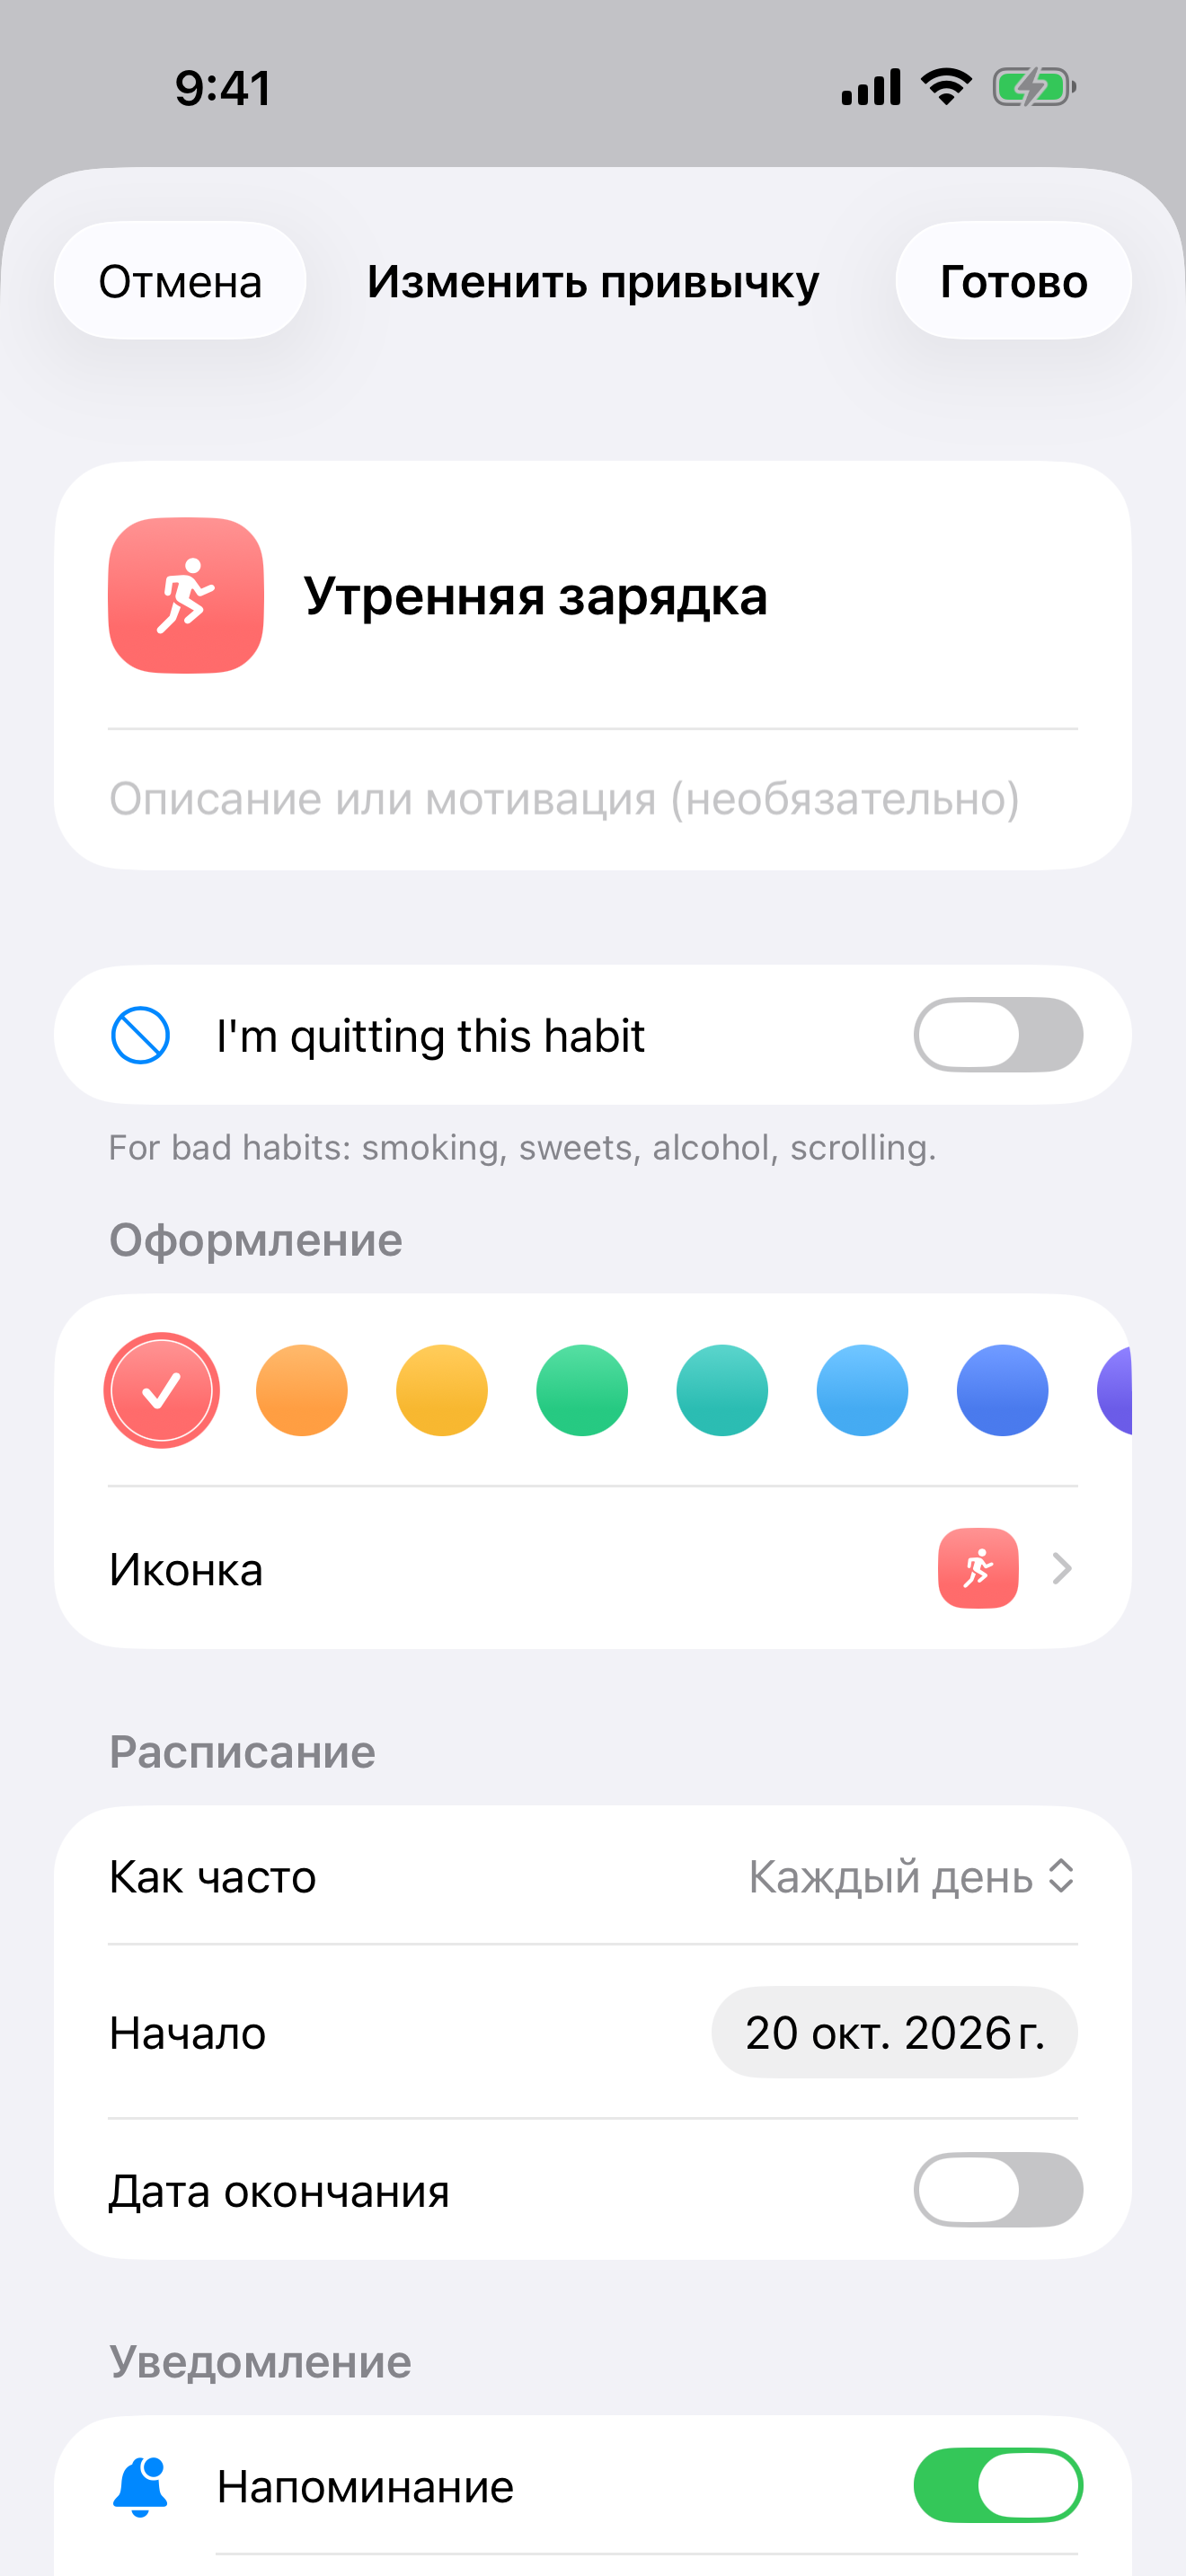 9:41
Отмена
Изменить привычку
Готово
Утренняя зарядка
Описание или мотивация (необязательно)
I'm quitting this habit
For bad habits: smoking, sweets, alcohol, scrolling.
Оформление
Иконка
Расписание
Как часто
Каждый день
Начало
20 окт. 2026 г.
Дата окончания
Уведомление
Напоминание